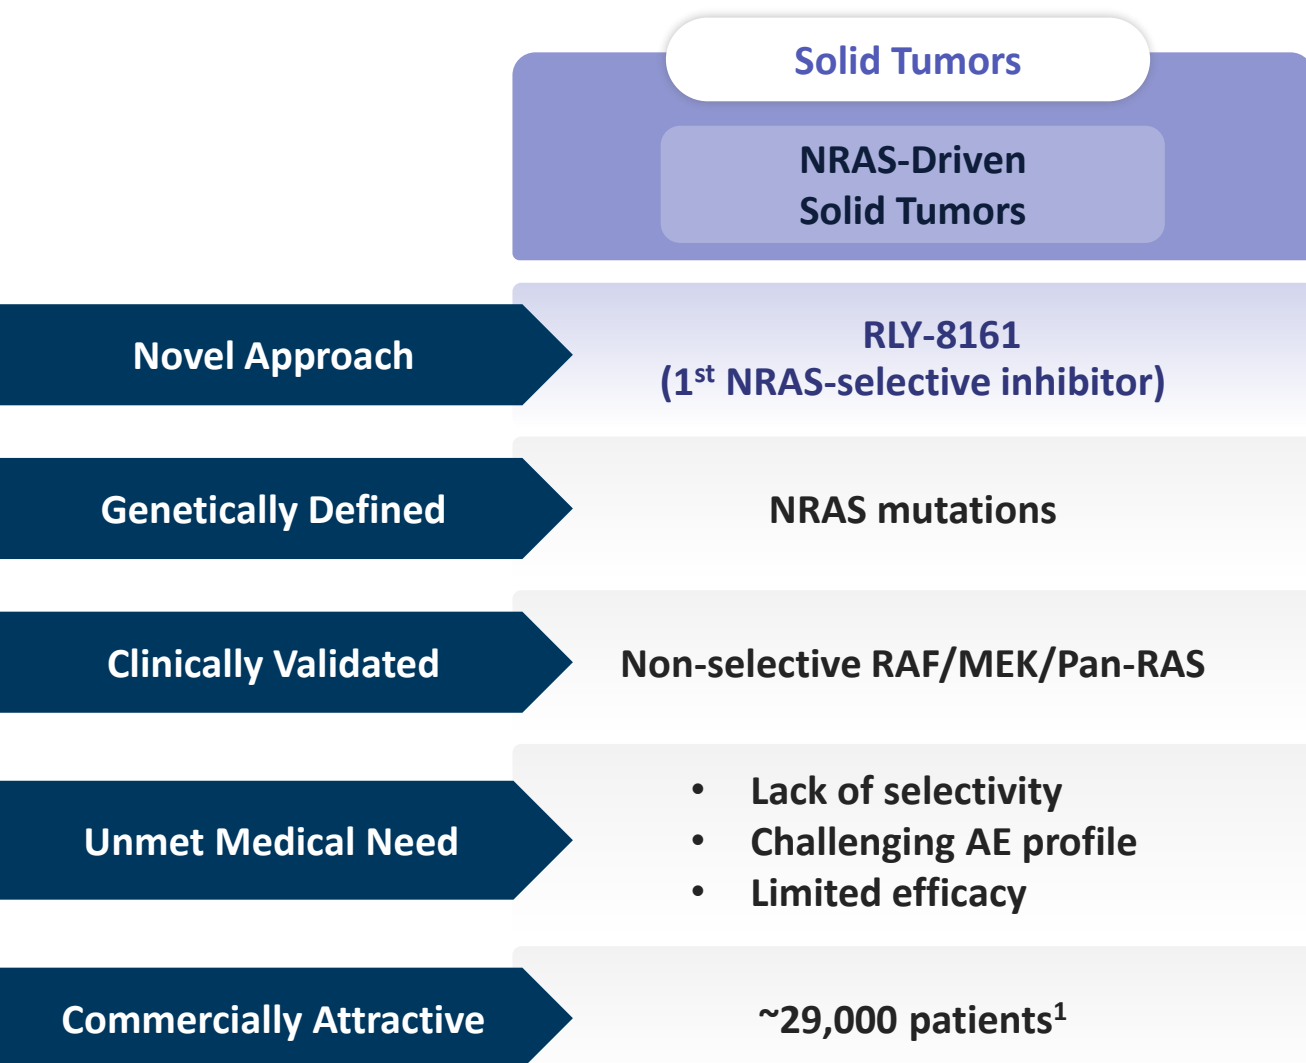 Solid Tumors
NRAS-Driven
Solid Tumors
Novel Approach
RLY-8161
(1st NRAS-selective inhibitor)
Genetically Defined
NRAS mutations
Clinically Validated
Non-selective RAF/MEK/Pan-RAS
Unmet Medical Need
• Lack of selectivity
• Challenging AE profile
• Limited efficacy
Commercially Attractive
~29,000 patients1